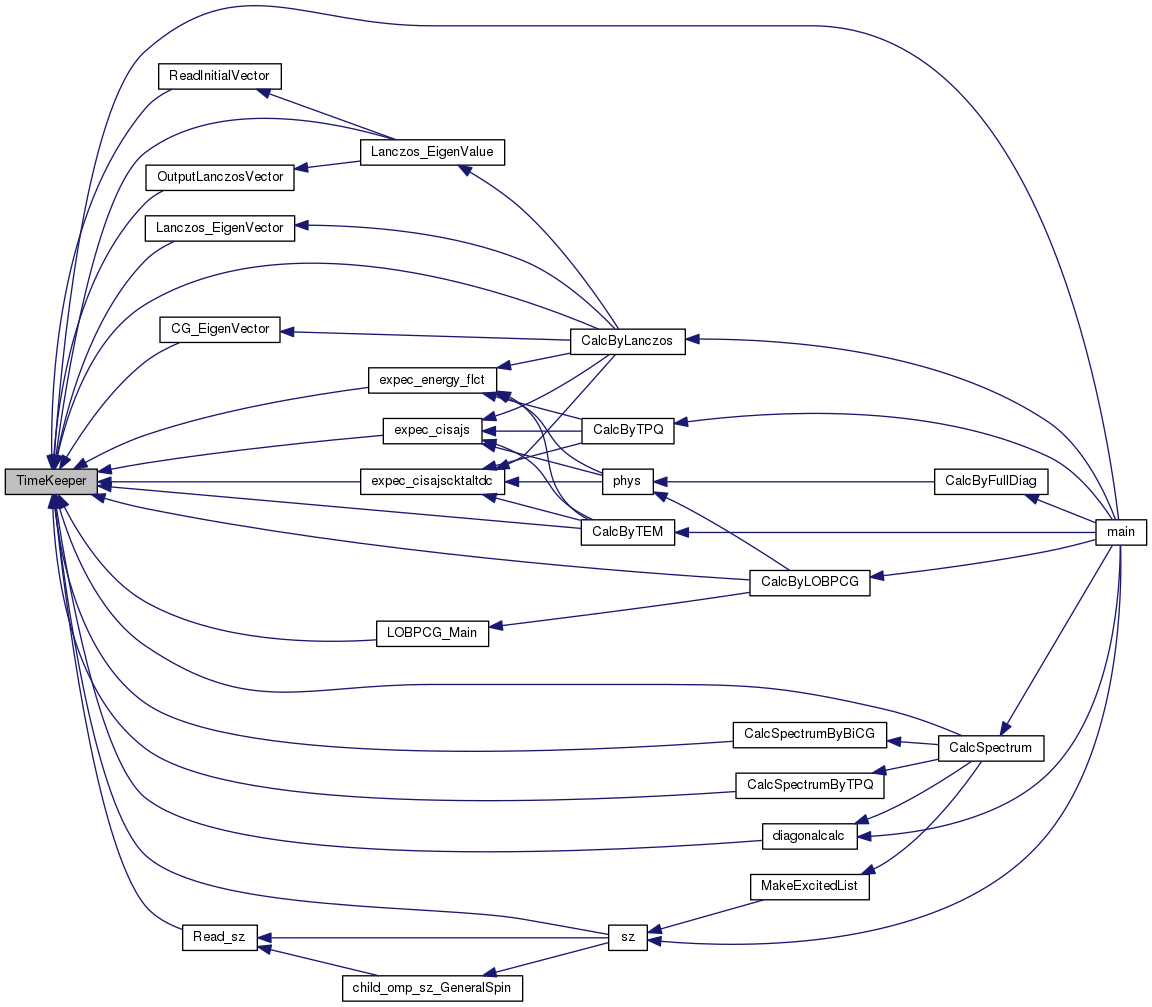 ReadInitialVector
Lanczos_EigenValue
OutputLanczosVector
Lanczos_EigenVector
CG_EigenVector
CalcByLanczos
expec_energy_flct
expec_cisajs
CalcByTPQ
TimeKeeper
expec_cisajscktaltdc
phys
CalcByFullDiag
CalcByTEM
main
CalcByLOBPCG
LOBPCG_Main
CalcSpectrumByBiCG
CalcSpectrum
CalcSpectrumByTPQ
diagonalcalc
MakeExcitedList
Read_sz
sz
child_omp_sz_GeneralSpin